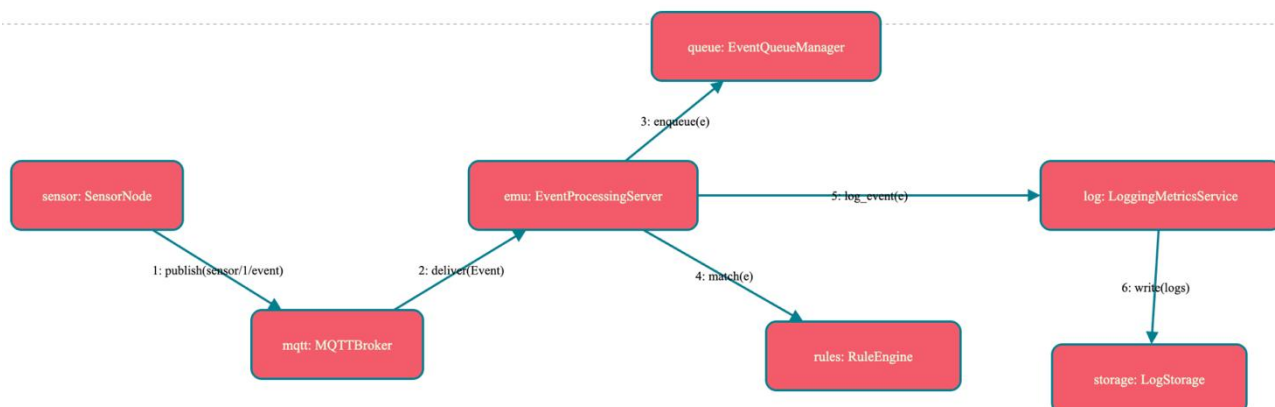 queue: EventQueueManager
3: enqueue(e)
sensor: SensorNode
emu: EventProcessingServer
5: log_event(e)
log: LoggingMetricsService
1: publish(sensor/1/event)
2: deliver(Event)
4: match(e)
6: write(logs)
mqtt: MQTTBroker
rules: RuleEngine
storage: LogStorage